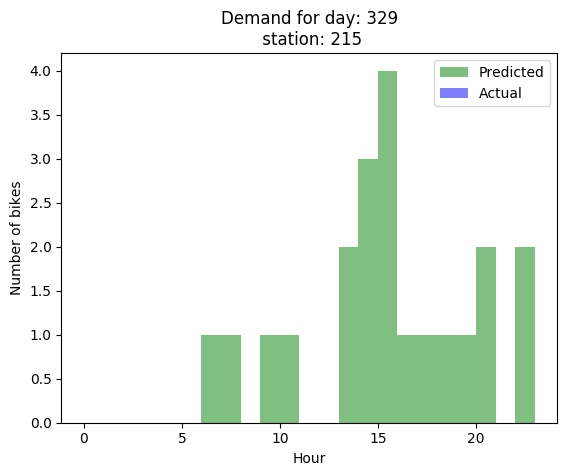 Demand for day: 329
station: 215
Predicted
Actual
4.0
3.5
3.0
2.5
2.0
1.5
1.0
0.5
0.0
Number of bikes
0 5 10 15 20
Hour